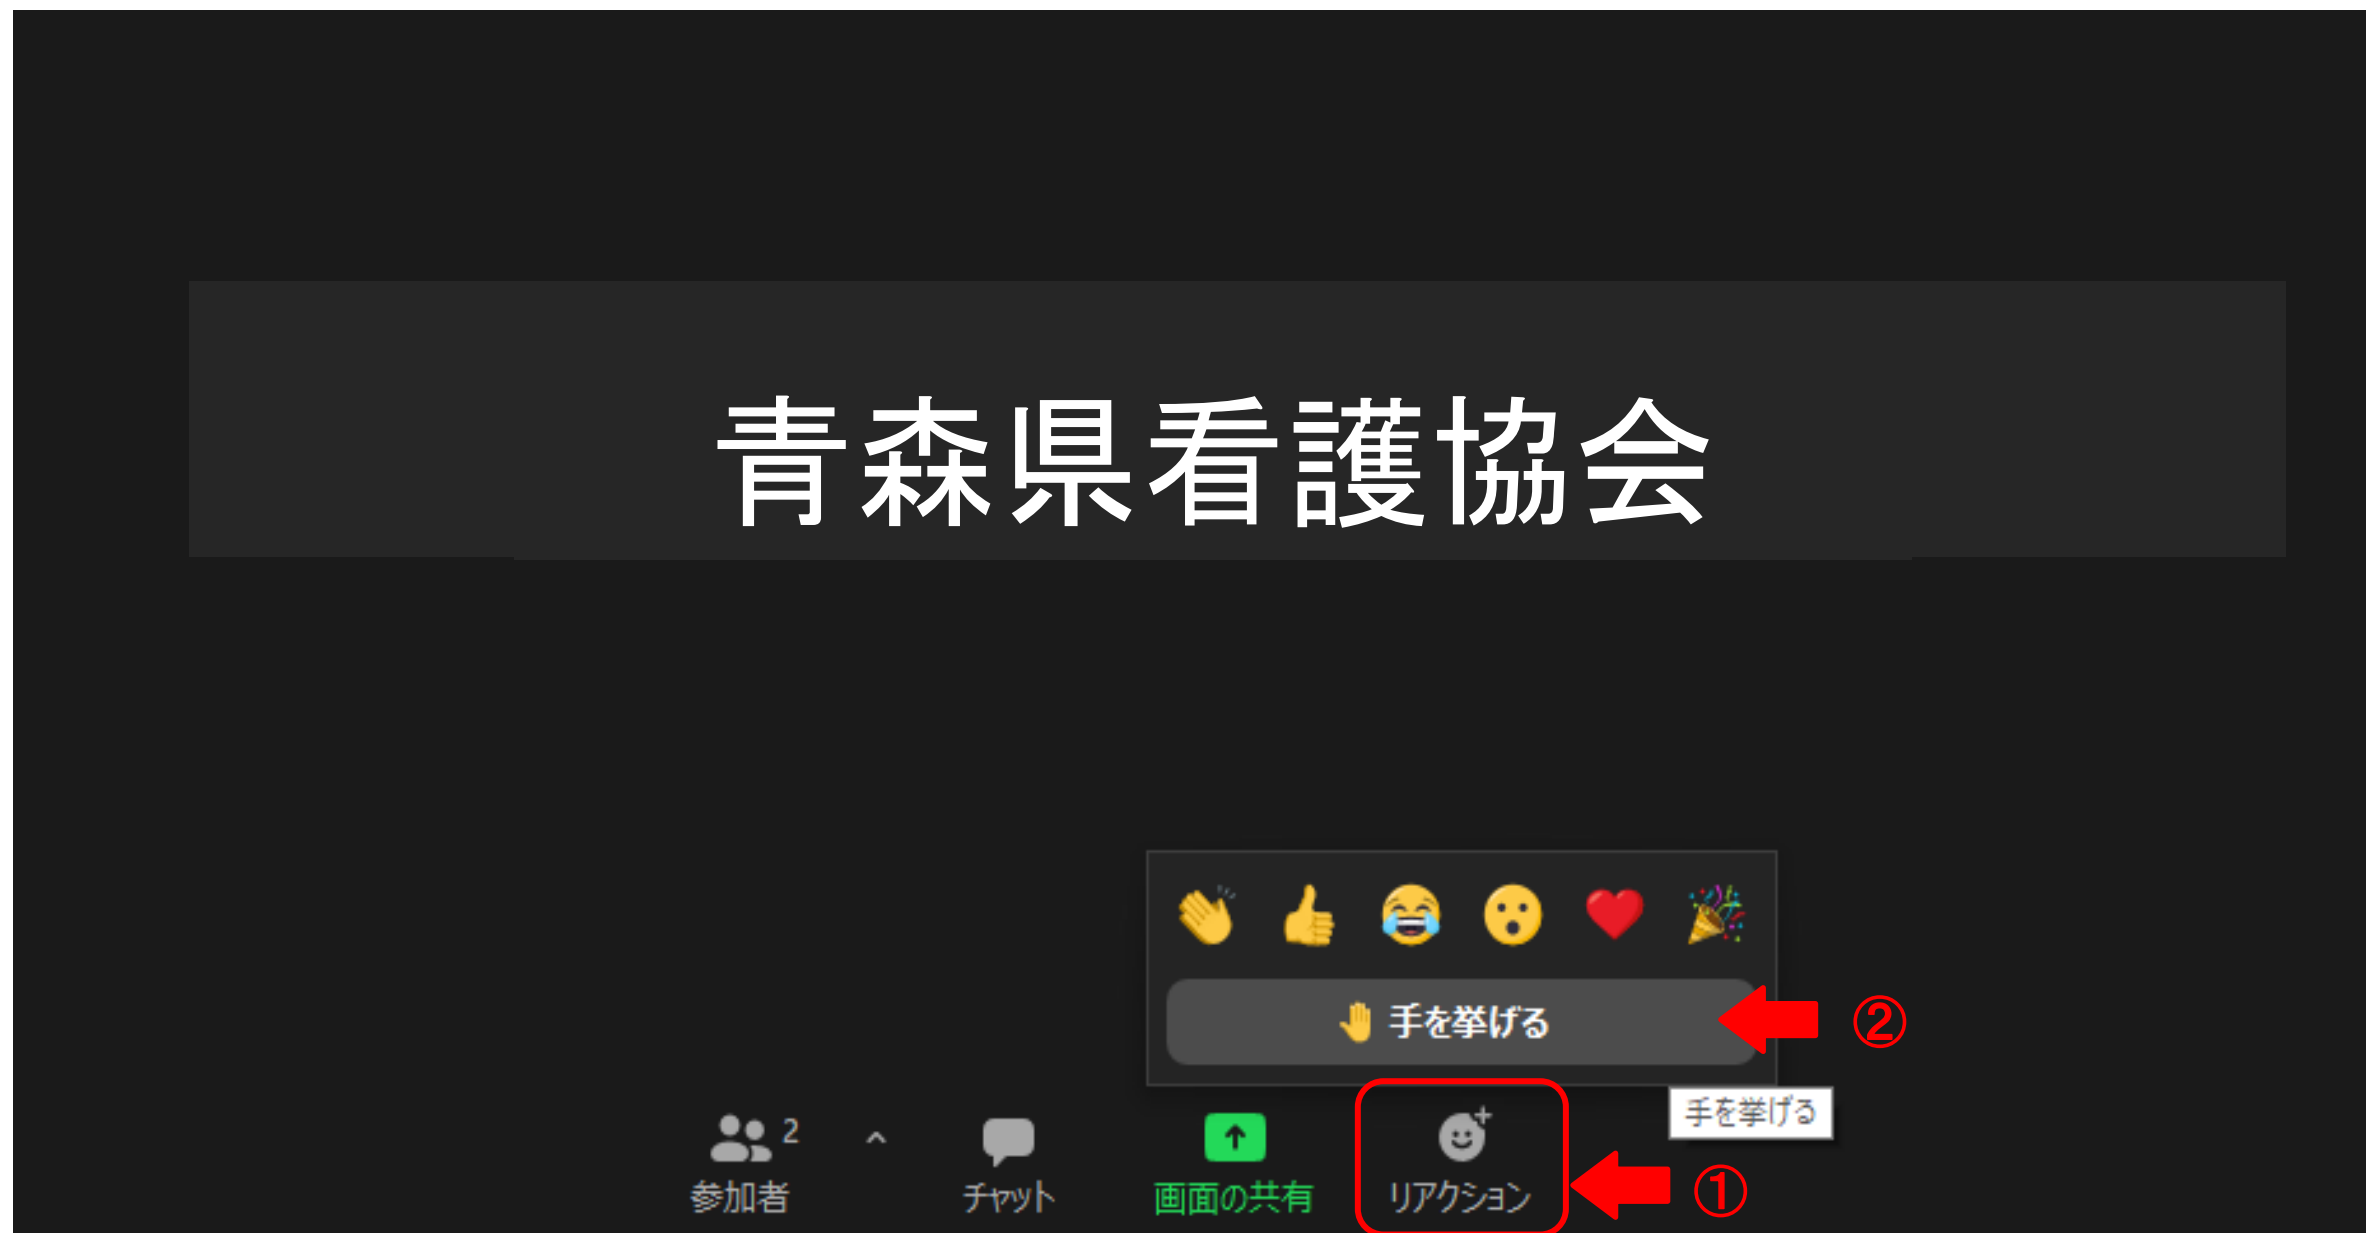 青森県看護協会
手を挙げる
②
手を挙げる
2
参加者
チャット
画面の共有
リアクション
①